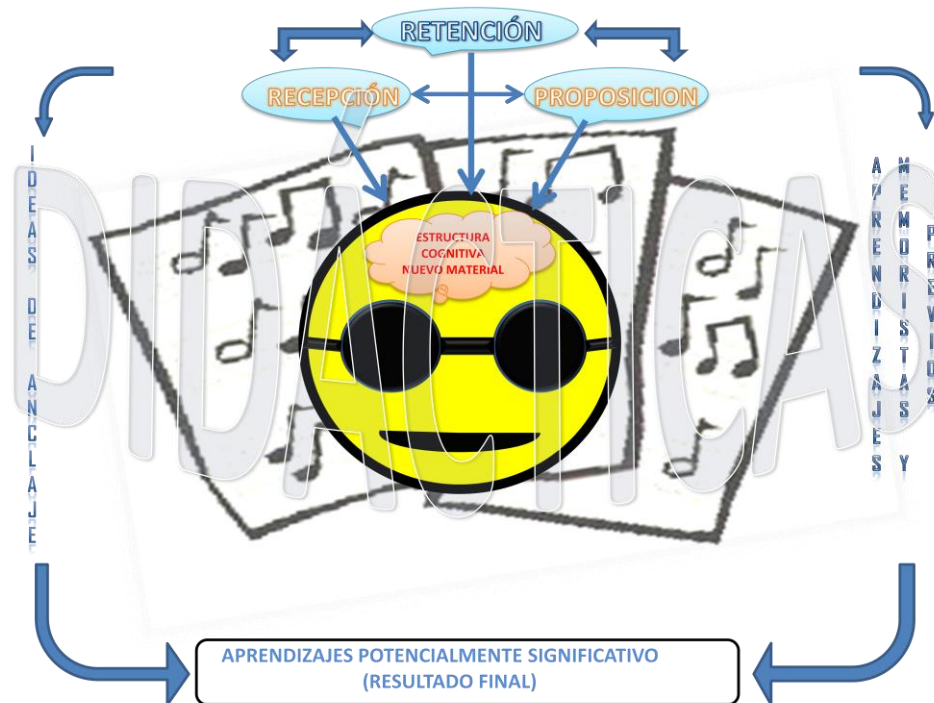 RETENCIÓN
RECEPCIÓN
PROPOSICION
ESTRUCTURA
COGNITIVA
NUEVO MATERIAL
DIDÁCTICAS
IDEAS DE ANCLAJE
APRENDIZAJES
MEMORISTAS Y
PREVIOS
APRENDIZAJES POTENCIALMENTE SIGNIFICATIVO
(RESULTADO FINAL)